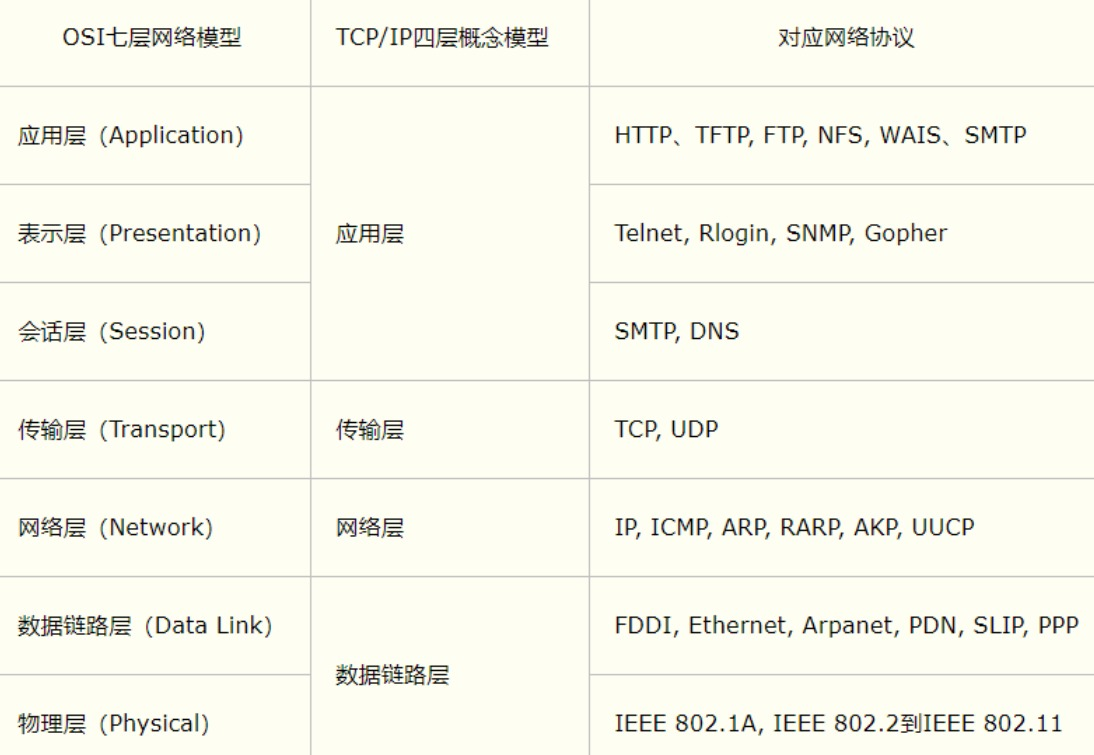 OSI七层网络模型 TCP/IP四层概念模型 对应网络协议
应用层（Application） HTTP、TFTP, FTP, NFS, WAIS、SMTP
表示层（Presentation） 应用层 Telnet, Rlogin, SNMP, Gopher
会话层（Session） SMTP, DNS
传输层（Transport） 传输层 TCP, UDP
网络层（Network） 网络层 IP, ICMP, ARP, RARP, AKP, UUCP
数据链路层（Data Link） FDDI, Ethernet, Arpanet, PDN, SLIP, PPP
数据链路层
物理层（Physical） IEEE 802.1A, IEEE 802.2到IEEE 802.11